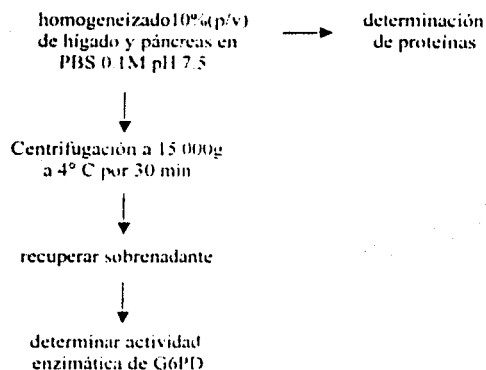 homogeneizado10%(p/v)
de hígado y páncreas en
PBS 0.1M pH 7.5
determinación
de proteínas
Centrifugación a 15 000g
a 4° C por 30 min
recuperar sobrenadante
determinar actividad
enzimática de G6PD